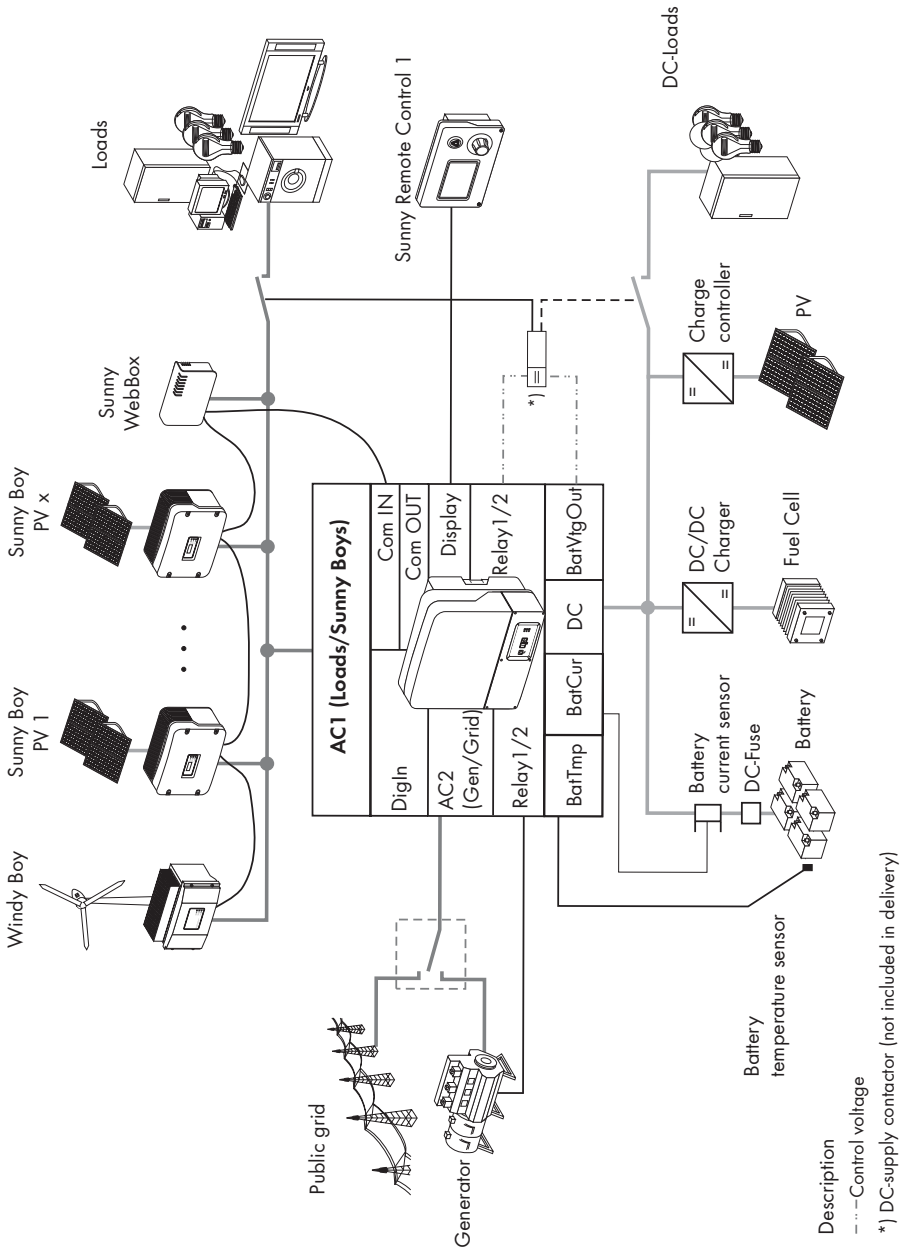 Windy Boy
Sunny Boy
PV 1
Sunny Boy
PV x
Sunny
WebBox
Loads
Public grid
Generator
AC1 (Loads/Sunny Boys)
DigIn
Com IN
Com OUT
AC2
(Gen/Grid)
Display
Relay1/2
Relay1/2
BatTmp
BatCur
DC
BatVtgOut
Sunny Remote Control 1
*)
=
Battery
temperature sensor
Battery
current sensor
DC-Fuse
Battery
DC/DC
Charger
=
=
Fuel Cell
Charge
controller
=
=
PV
DC-Loads
Description
Control voltage
*) DC-supply contactor (not included in delivery)